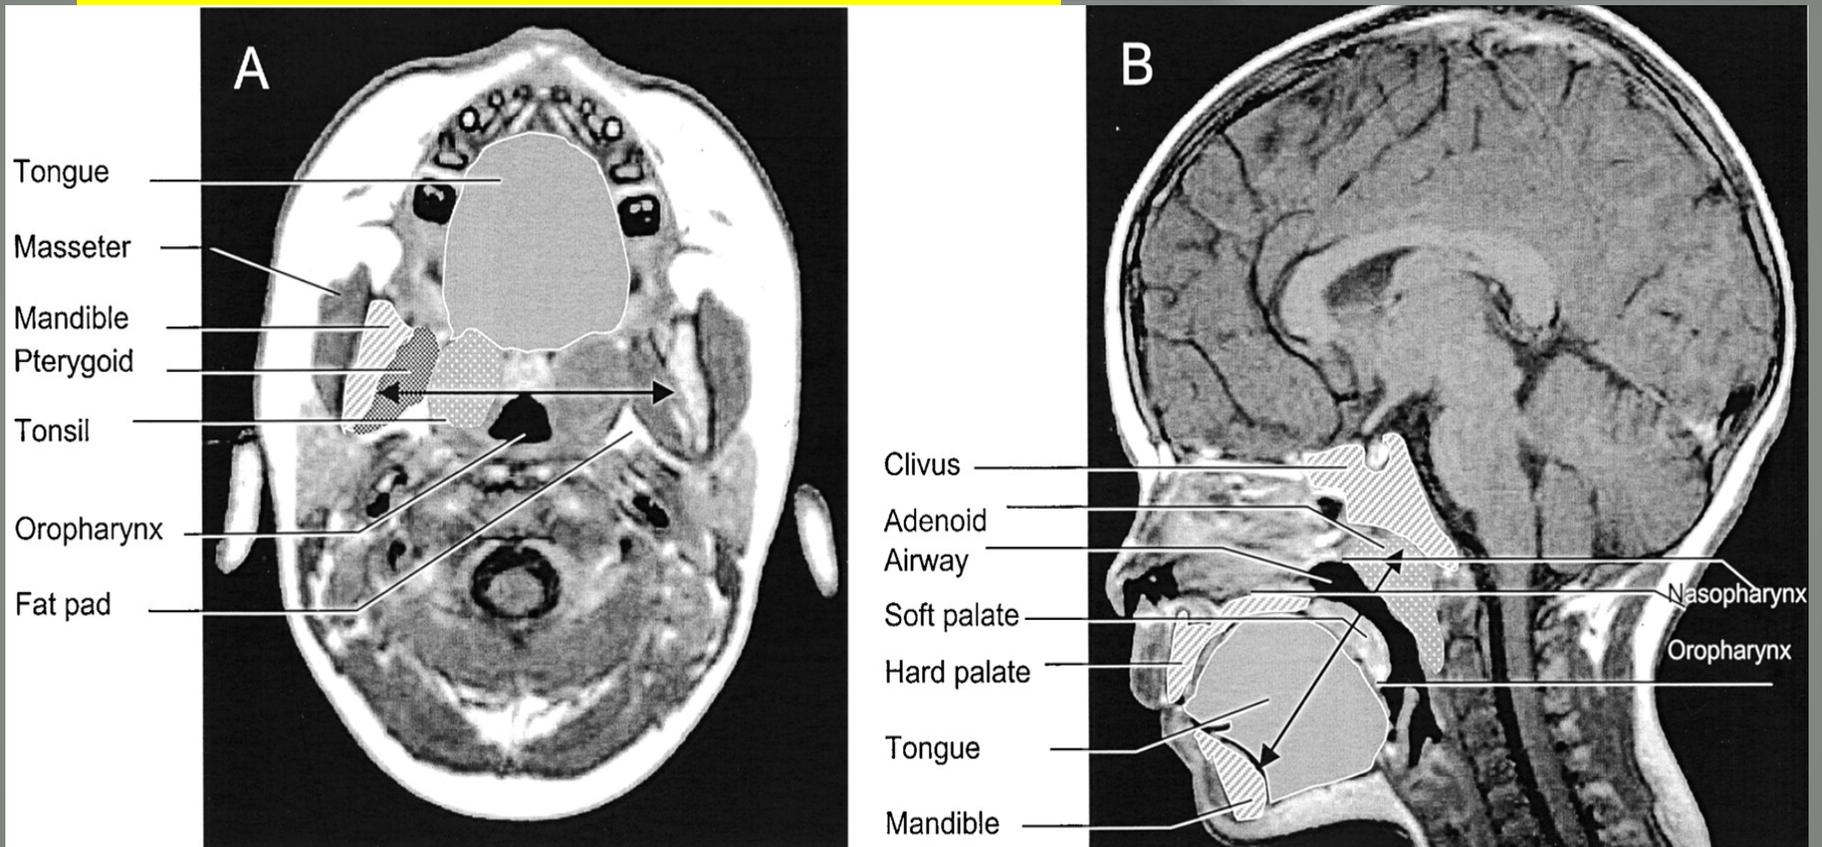 A
Tongue
Masseter
Mandible
Pterygoid
Tonsil
Oropharynx
Fat pad
B
Clivus
Adenoid
Airway
Soft palate
Hard palate
Tongue
Mandible
Nasopharynx
Oropharynx